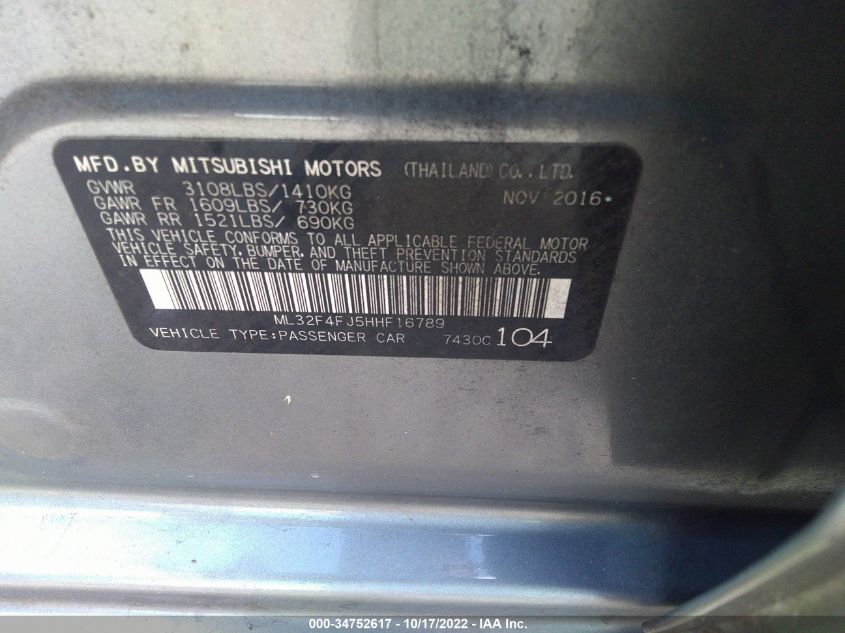 MFD.BY MITSUBISHI MOTORS (THAILAND) CO.,LTD.
GVWR 3108LBS/1410KG NOV 2016
GAWR FR 1609LBS/ 730KG
GAWR RR 1521LBS/ 690KG
THIS VEHICLE CONFORMS TO ALL APPLICABLE FEDERAL MOTOR
VEHICLE SAFETY, BUMPER, AND THEFT PREVENTION STANDARDS
IN EFFECT ON THE DATE OF MANUFACTURE SHOWN ABOVE.
ML32F4FJ5HHF16789
VEHICLE TYPE:PASSENGER CAR 7430C 104
000-34752617 - 10/17/2022 - IAA Inc.